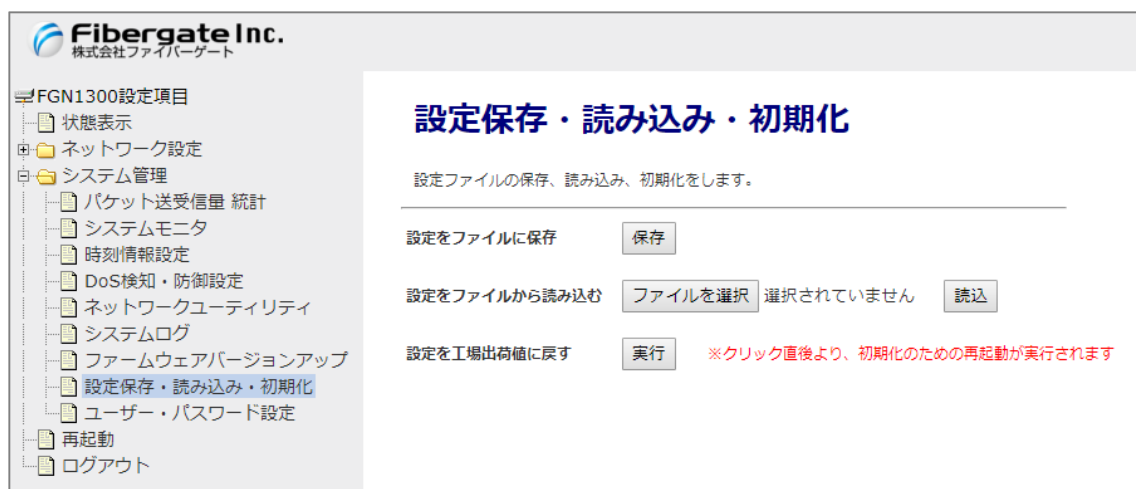 Fibergate Inc.
株式会社ファイバーゲート
FGN1300設定項目
状態表示
ネットワーク設定
システム管理
パケット送受信量 統計
システムモニタ
時刻情報設定
DoS検知・防御設定
ネットワークユーティリティ
システムログ
ファームウェアバージョンアップ
設定保存・読み込み・初期化
ユーザー・パスワード設定
再起動
ログアウト
設定保存・読み込み・初期化
設定ファイルの保存、読み込み、初期化をします。
設定をファイルに保存 保存
設定をファイルから読み込む ファイルを選択 選択されていません 読込
設定を工場出荷値に戻す 実行 ※クリック直後より、初期化のための再起動が実行されます